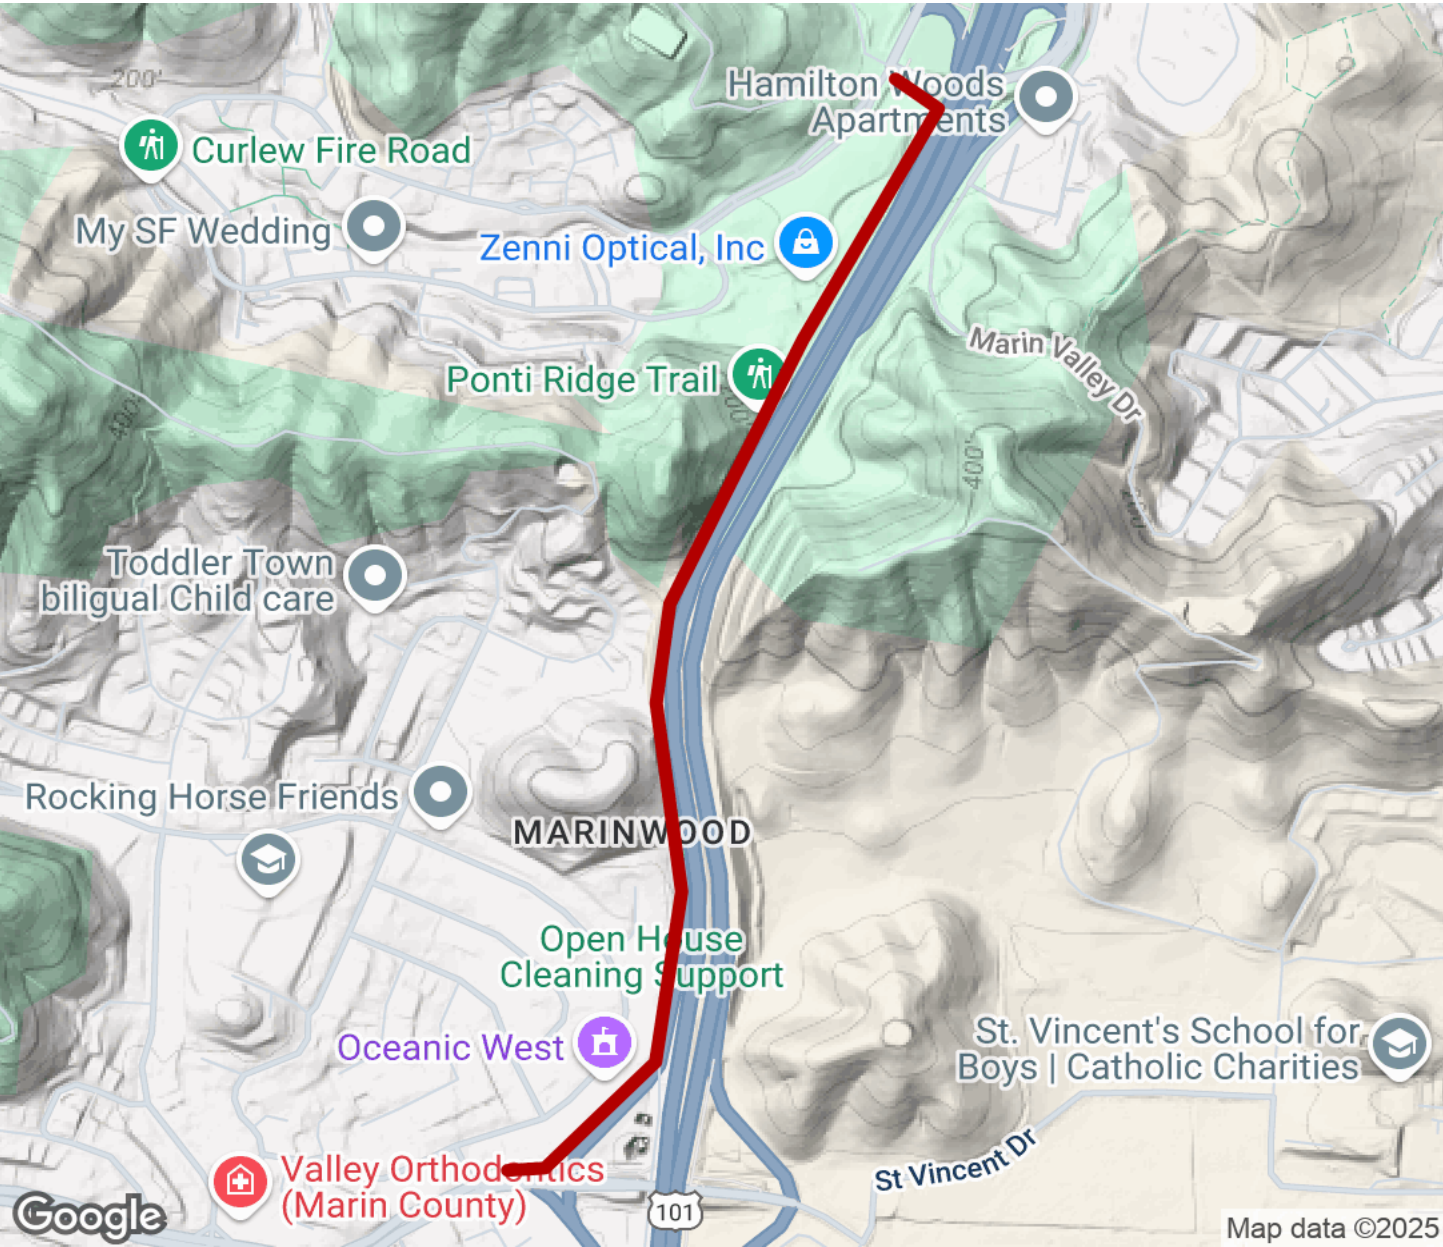 200'
Hamilton Woods
Apartments
Curlew Fire Road
My SF Wedding
Zenni Optical, Inc
Marin Valley Dr
Ponti Ridge Trail
400'
400'
Toddler Town
biligual Child care
Rocking Horse Friends
MARINWOOD
Open House
Cleaning Support
Oceanic West
St. Vincent's School for
Boys | Catholic Charities
St Vincent Dr
Valley Orthodontics
(Marin County)
101
Google
Map data ©2025